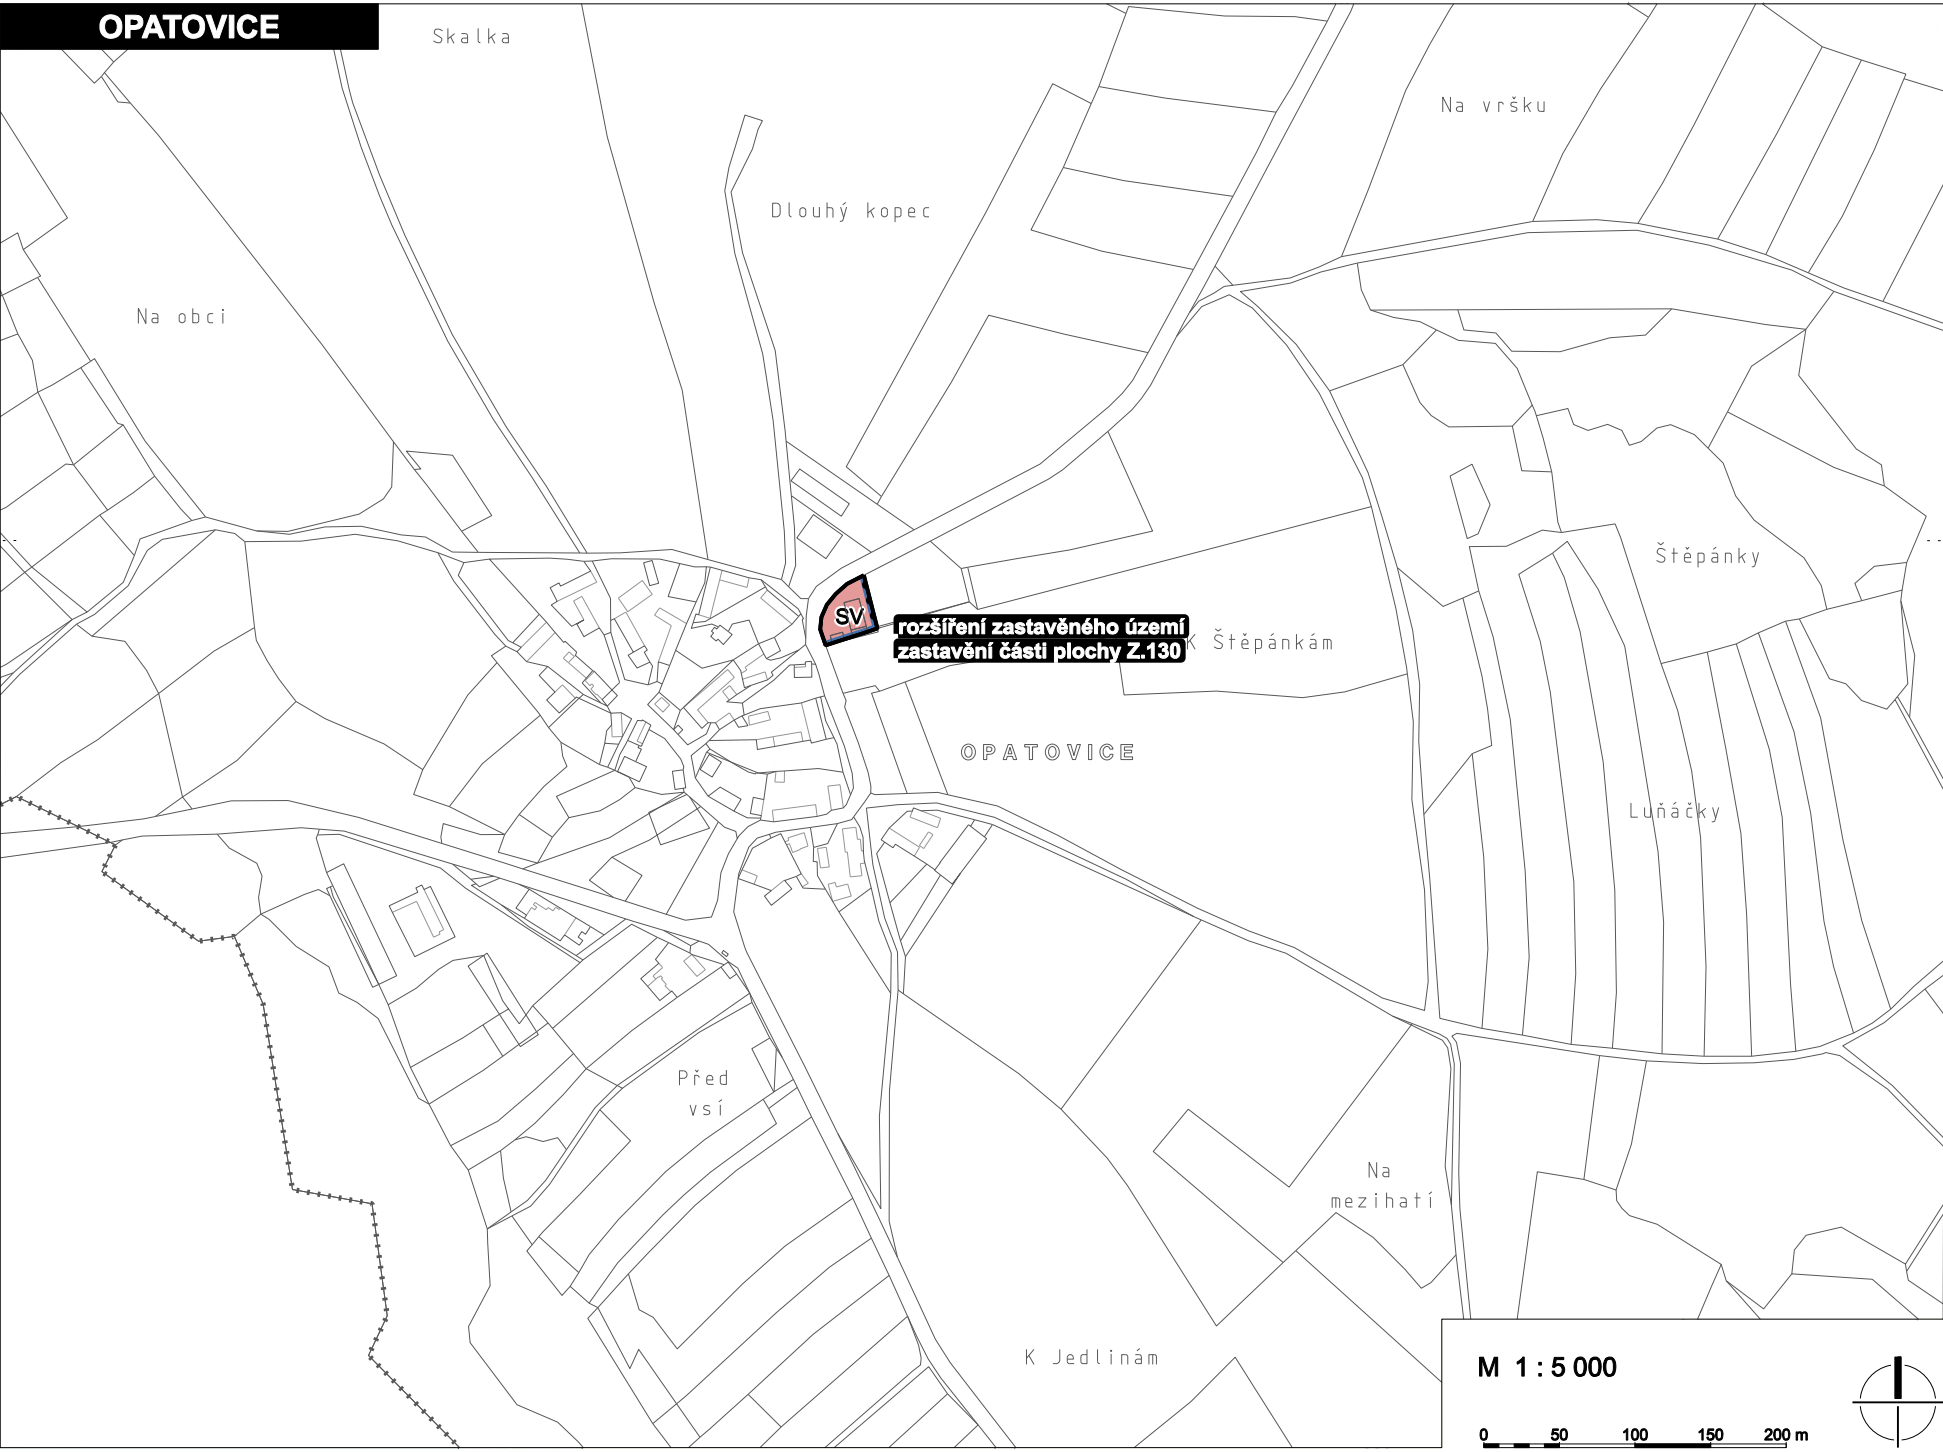 OPATOVICE
Skalka
Na vršku
Dlouhý kopec
Na obci
Štěpánky
SV
rozšíření zastavěného území
zastavění části plochy Z.130
K Štěpánkám
OPATOVICE
Luňáčky
Před
vsí
Na
mezihatí
K Jedlinám
M 1 : 5 000
0 50 100 150 200 m